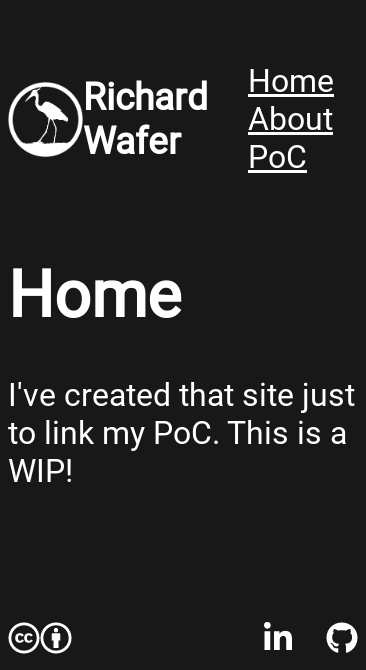 Richard
Wafer
Home
About
PoC
Home
I've created that site just
to link my PoC. This is a
WIP!
cc
in